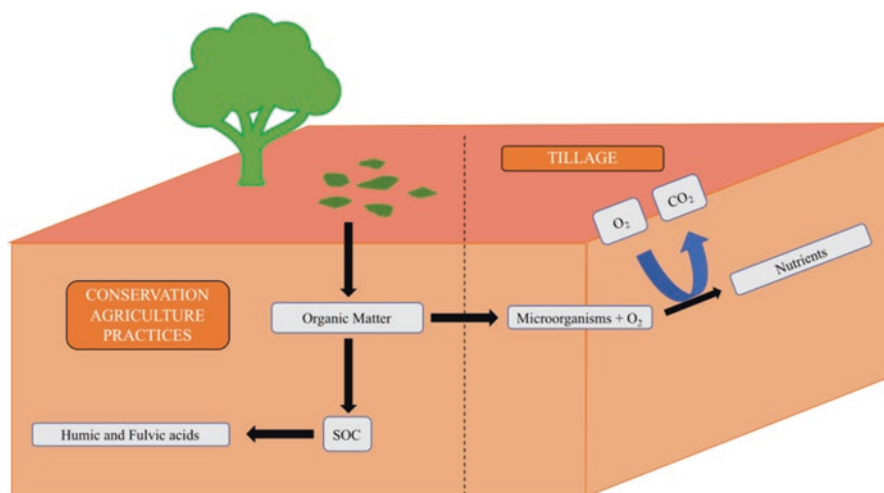 TILLAGE
O₂
CO₂
Nutrients
CONSERVATION
AGRICULTURE
PRACTICES
Organic Matter
Microorganisms + O₂
Humic and Fulvic acids
SOC